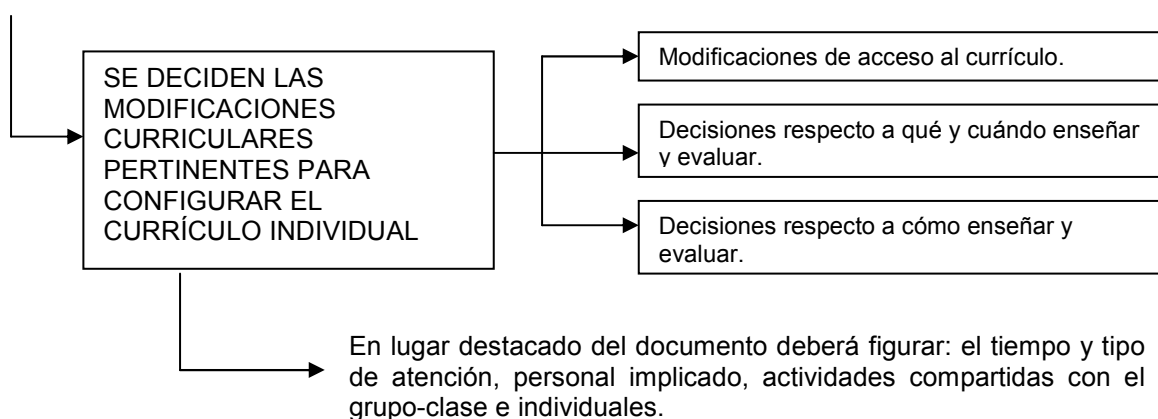 SE DECIDEN LAS
MODIFICACIONES
CURRICULARES
PERTINENTES PARA
CONFIGURAR EL
CURRÍCULO INDIVIDUAL
Modificaciones de acceso al currículo.
Decisiones respecto a qué y cuándo enseñar
y evaluar.
Decisiones respecto a cómo enseñar y
evaluar.
En lugar destacado del documento deberá figurar: el tiempo y tipo
de atención, personal implicado, actividades compartidas con el
grupo-clase e individuales.